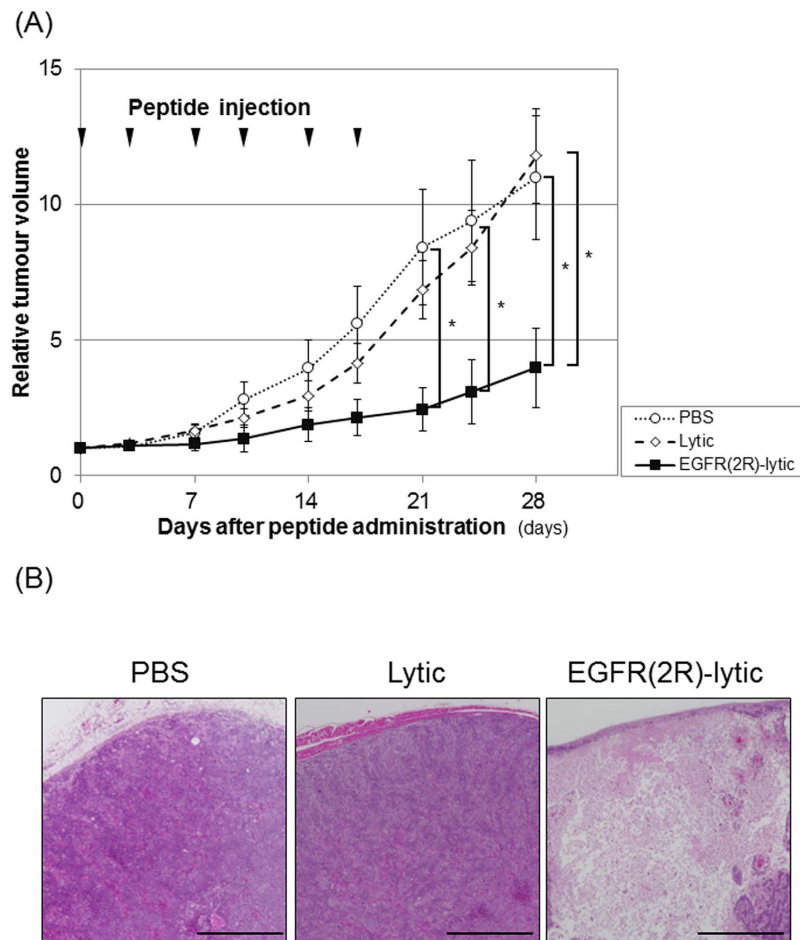 (A)
15
Peptide injection
10
Relative tumour volume
5
0
0 7 14 21 28
Days after peptide administration (days)
* * * *
PBS
Lytic
EGFR(2R)-lytic
(B)
PBS Lytic EGFR(2R)-lytic